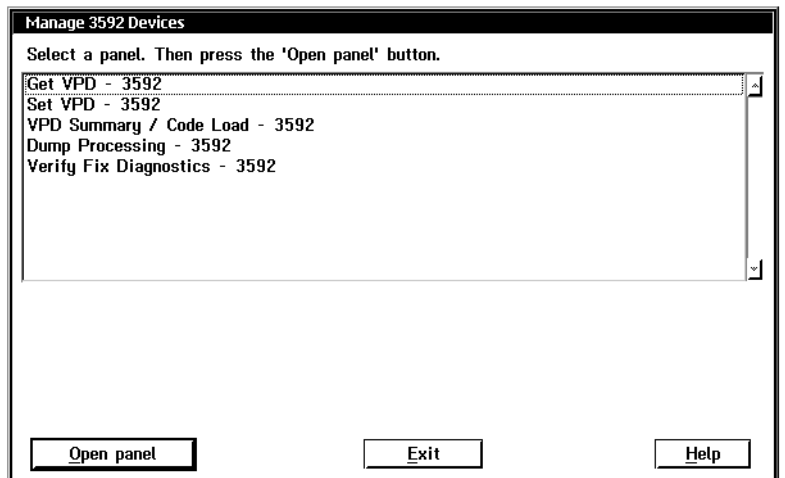 Manage 3592 Devices
Select a panel. Then press the 'Open panel' button.
Get VPD - 3592
Set VPD - 3592
VPD Summary / Code Load - 3592
Dump Processing - 3592
Verify Fix Diagnostics - 3592
Open panel
Exit
Help